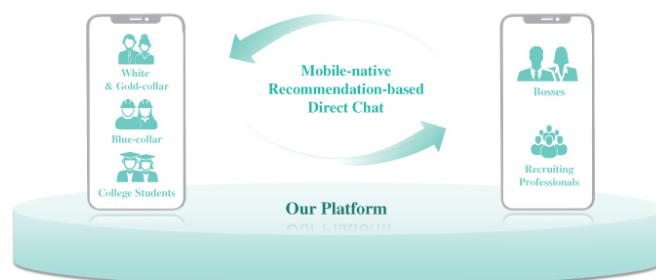 White
& Gold-collar
Blue-collar
College Students
Mobile-native
Recommendation-based
Direct Chat
Bosses
Recruiting
Professionals
Our Platform